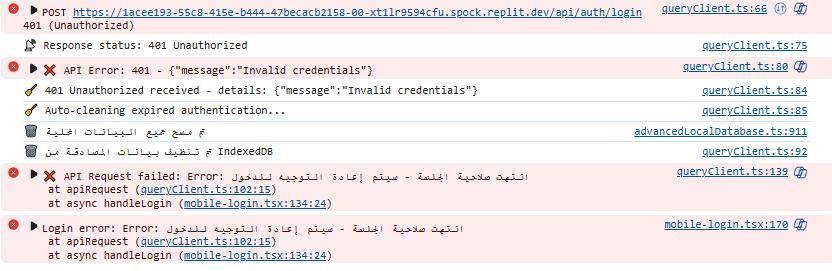 POST https://1acee193-55c8-415e-b444-47becacb2158-00-xt1lr9594cfu.spock.replit.dev/api/auth/login queryClient.ts:66
401 (Unauthorized)
Response status: 401 Unauthorized queryClient.ts:75
API Error: 401 - {"message":"Invalid credentials"} queryClient.ts:80
401 Unauthorized received - details: {"message":"Invalid credentials"} queryClient.ts:84
Auto-cleaning expired authentication... queryClient.ts:85
تم مسح جميع البيانات المحلية advancedLocalDatabase.ts:911
تم تنظيف بيانات المصادقة من IndexedDB queryClient.ts:92
API Request failed: Error: انتهت صلاحية الجلسة - سيتم إعادة التوجيه للدخول queryClient.ts:139
at apiRequest (queryClient.ts:102:15)
at async handleLogin (mobile-login.tsx:134:24)
Login error: Error: انتهت صلاحية الجلسة - سيتم إعادة التوجيه للدخول mobile-login.tsx:170
at apiRequest (queryClient.ts:102:15)
at async handleLogin (mobile-login.tsx:134:24)